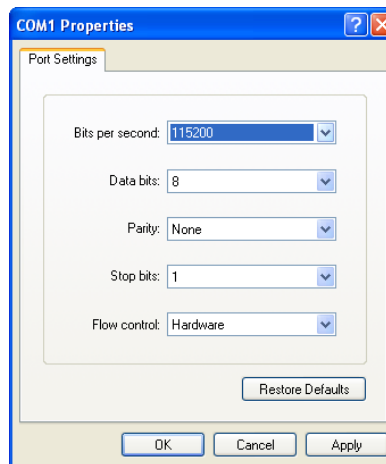 COM1 Properties
Port Settings
Bits per second: 115200
Data bits: 8
Parity: None
Stop bits: 1
Flow control: Hardware
Restore Defaults
OK Cancel Apply